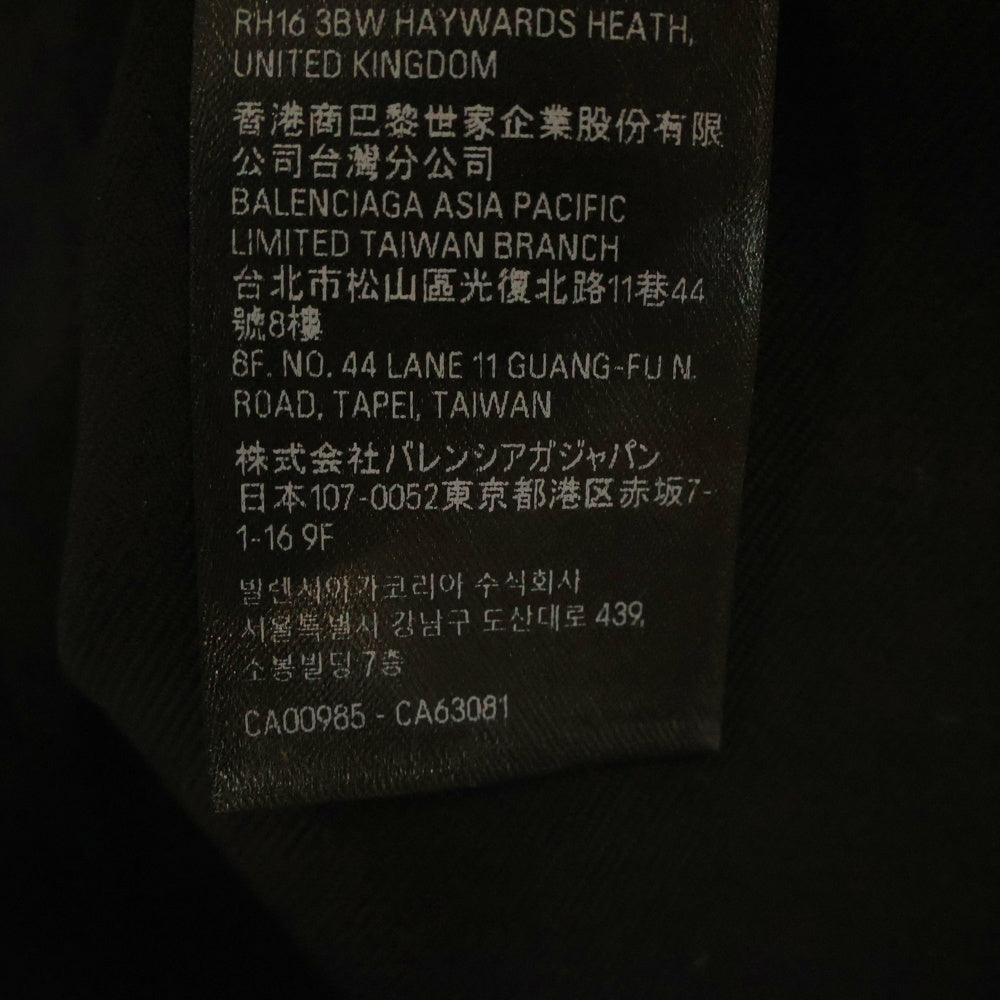 RH16 3BW HAYWARDS HEATH,
UNITED KINGDOM
香港商巴黎世家企業股份有限
公司台灣分公司
BALENCIAGA ASIA PACIFIC
LIMITED TAIWAN BRANCH
台北市松山區光復北路11巷44
號8樓
8F. NO. 44 LANE 11 GUANG-FU N.
ROAD, TAPEI, TAIWAN
株式会社バレンシアガジャパン
日本107-0052東京都港区赤坂7-
1-16 9F
발렌시아가코리아 수식회사
서울특별시 강남구 도산대로 439,
소봉빌딩 7층
CA00985 - CA63081